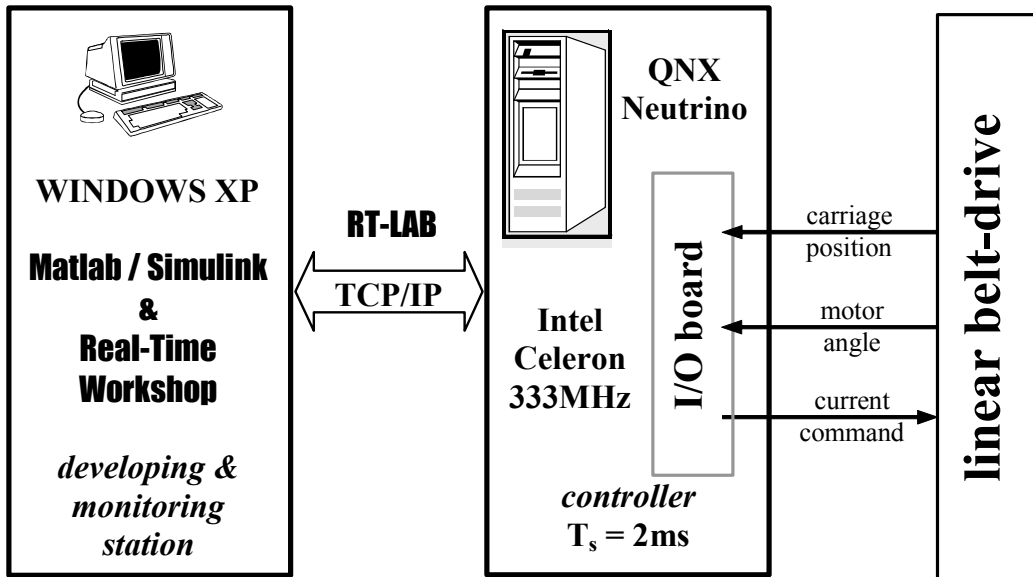 WINDOWS XP
Matlab / Simulink
&
Real-Time
Workshop
developing &
monitoring
station
RT-LAB
TCP/IP
QNX
Neutrino
Intel
Celeron
333MHz
I/O board
controller
Ts = 2ms
carriage
position
motor
angle
current
command
linear belt-drive